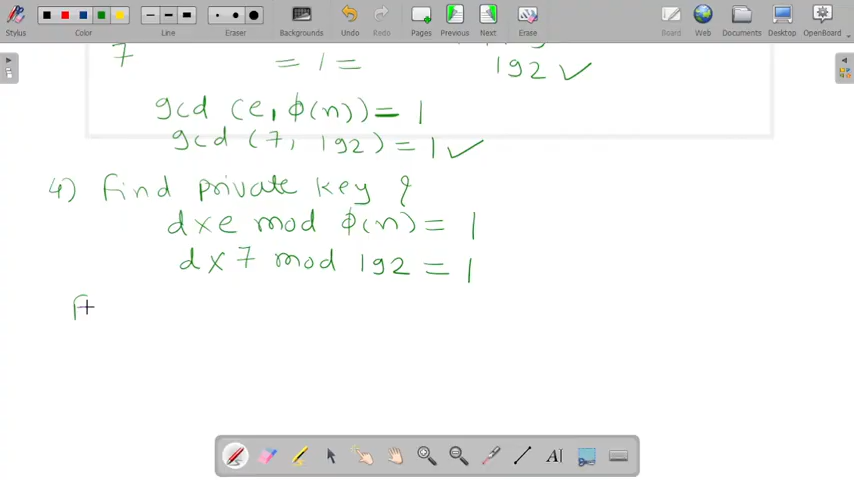 Stylus Color Line Eraser Backgrounds Undo Redo Pages Previous Next Erase Board Web Documents Desktop OpenBoard
7 = 1 = 192 ✓
gcd (e, φ(n)) = 1
gcd (7, 192) = 1 ✓
4) Find private key ?
d×e mod φ(n) = 1
d×7 mod 192 = 1
F
AI